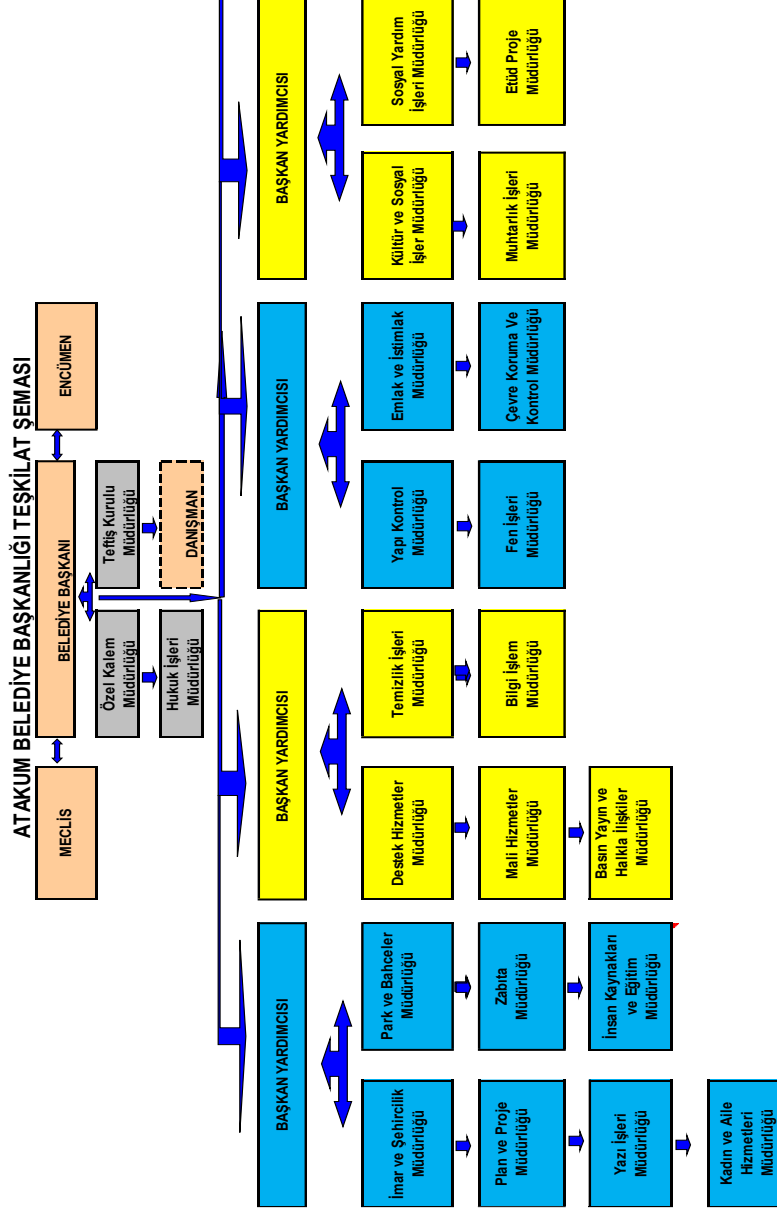 ATAKUM BELEDİYE BAŞKANLIĞI TEŞKİLAT ŞEMASI
MECLİS
BELEDİYE BAŞKANI
ENCÜMEN
Özel Kalem
Müdürlüğü
Teftiş Kurulu
Müdürlüğü
Hukuk İşleri
Müdürlüğü
DANIŞMAN
BAŞKAN YARDIMCISI
BAŞKAN YARDIMCISI
BAŞKAN YARDIMCISI
BAŞKAN YARDIMCISI
İmar ve Şehircilik
Müdürlüğü
Park ve Bahceler
Müdürlüğü
Destek Hizmetler
Müdürlüğü
Temizlik İşleri
Müdürlüğü
Yapı Kontrol
Müdürlüğü
Emlak ve İstimlak
Müdürlüğü
Kültür ve Sosyal
İşler Müdürlüğü
Sosyal Yardım
İşleri Müdürlüğü
Plan ve Proje
Müdürlüğü
Zabıta
Müdürlüğü
Mali Hizmetler
Müdürlüğü
Bilgi İşlem
Müdürlüğü
Fen İşleri
Müdürlüğü
Çevre Koruma Ve
Kontrol Müdürlüğü
Muhtarlık İşleri
Müdürlüğü
Etüd Proje
Müdürlüğü
Yazı İşleri
Müdürlüğü
İnsan Kaynakları
ve Eğitim
Müdürlüğü
Basın Yayın ve
Halkla İlişkiler
Müdürlüğü
Kadın ve Aile
Hizmetleri
Müdürlüğü